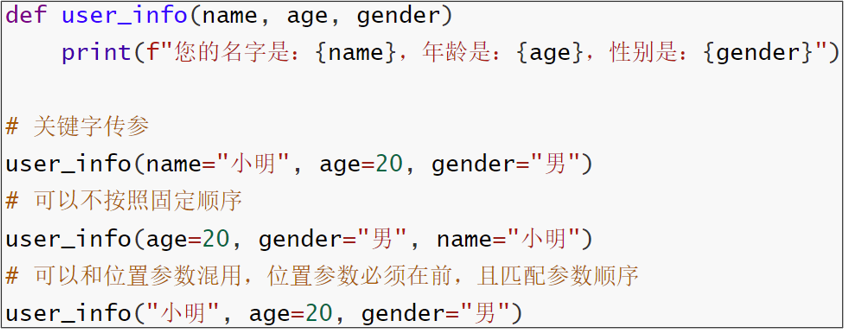 def user_info(name, age, gender)
    print(f"您的名字是：{name}，年龄是：{age}，性别是：{gender}")
# 关键字传参
user_info(name="小明", age=20, gender="男")
# 可以不按照固定顺序
user_info(age=20, gender="男", name="小明")
# 可以和位置参数混用，位置参数必须在前，且匹配参数顺序
user_info("小明", age=20, gender="男")